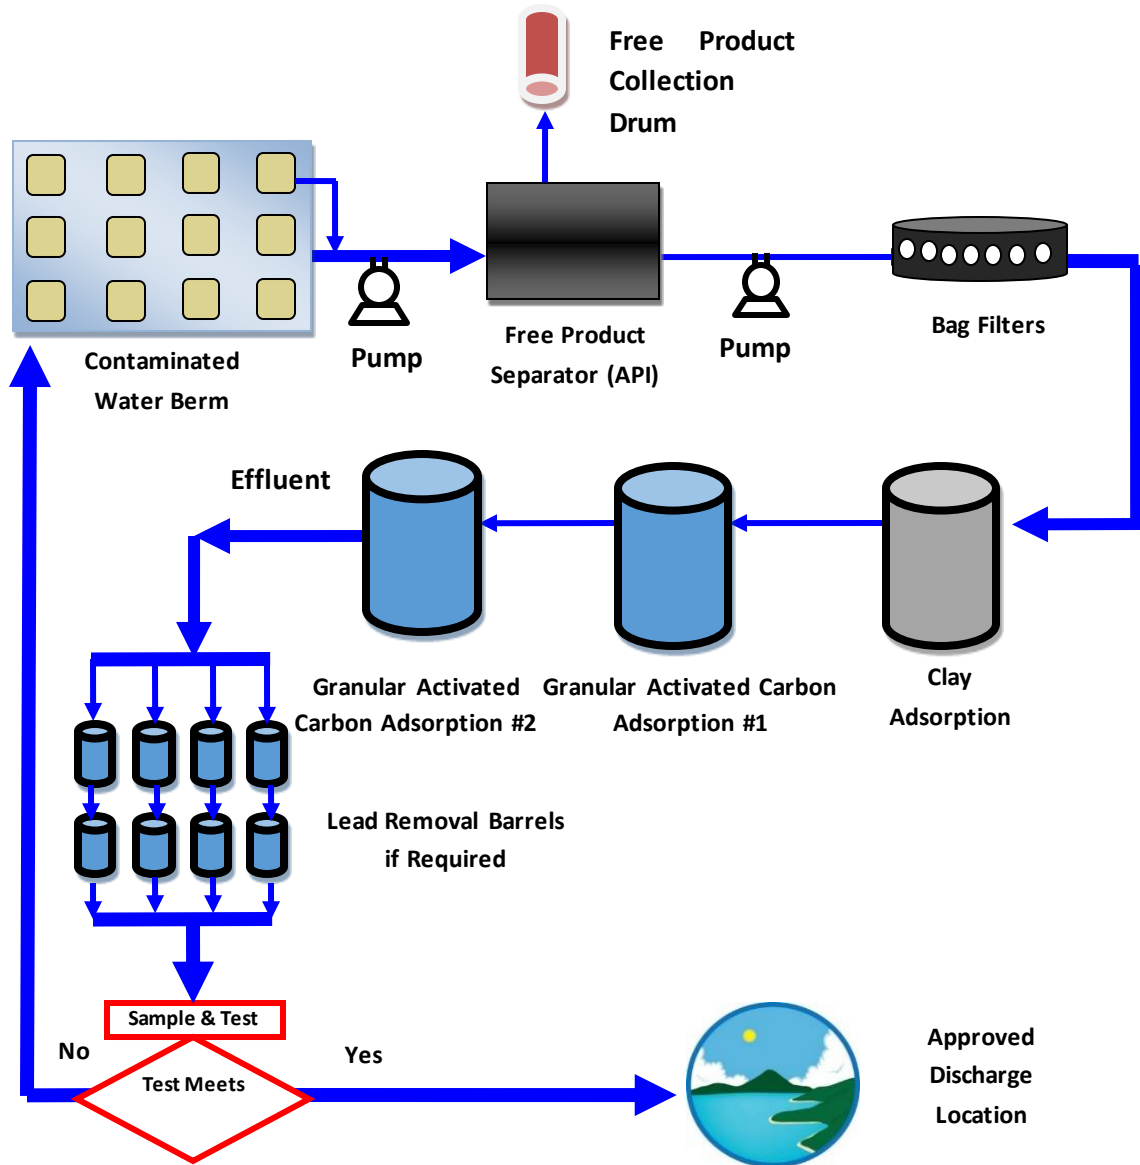 Free Product
Collection
Drum
Contaminated
Water Berm
Pump
Free Product
Separator (API)
Pump
Bag Filters
Effluent
Granular Activated
Carbon Adsorption #2
Granular Activated Carbon
Adsorption #1
Clay
Adsorption
Lead Removal Barrels
if Required
Sample & Test
No
Test Meets
Yes
Approved
Discharge
Location